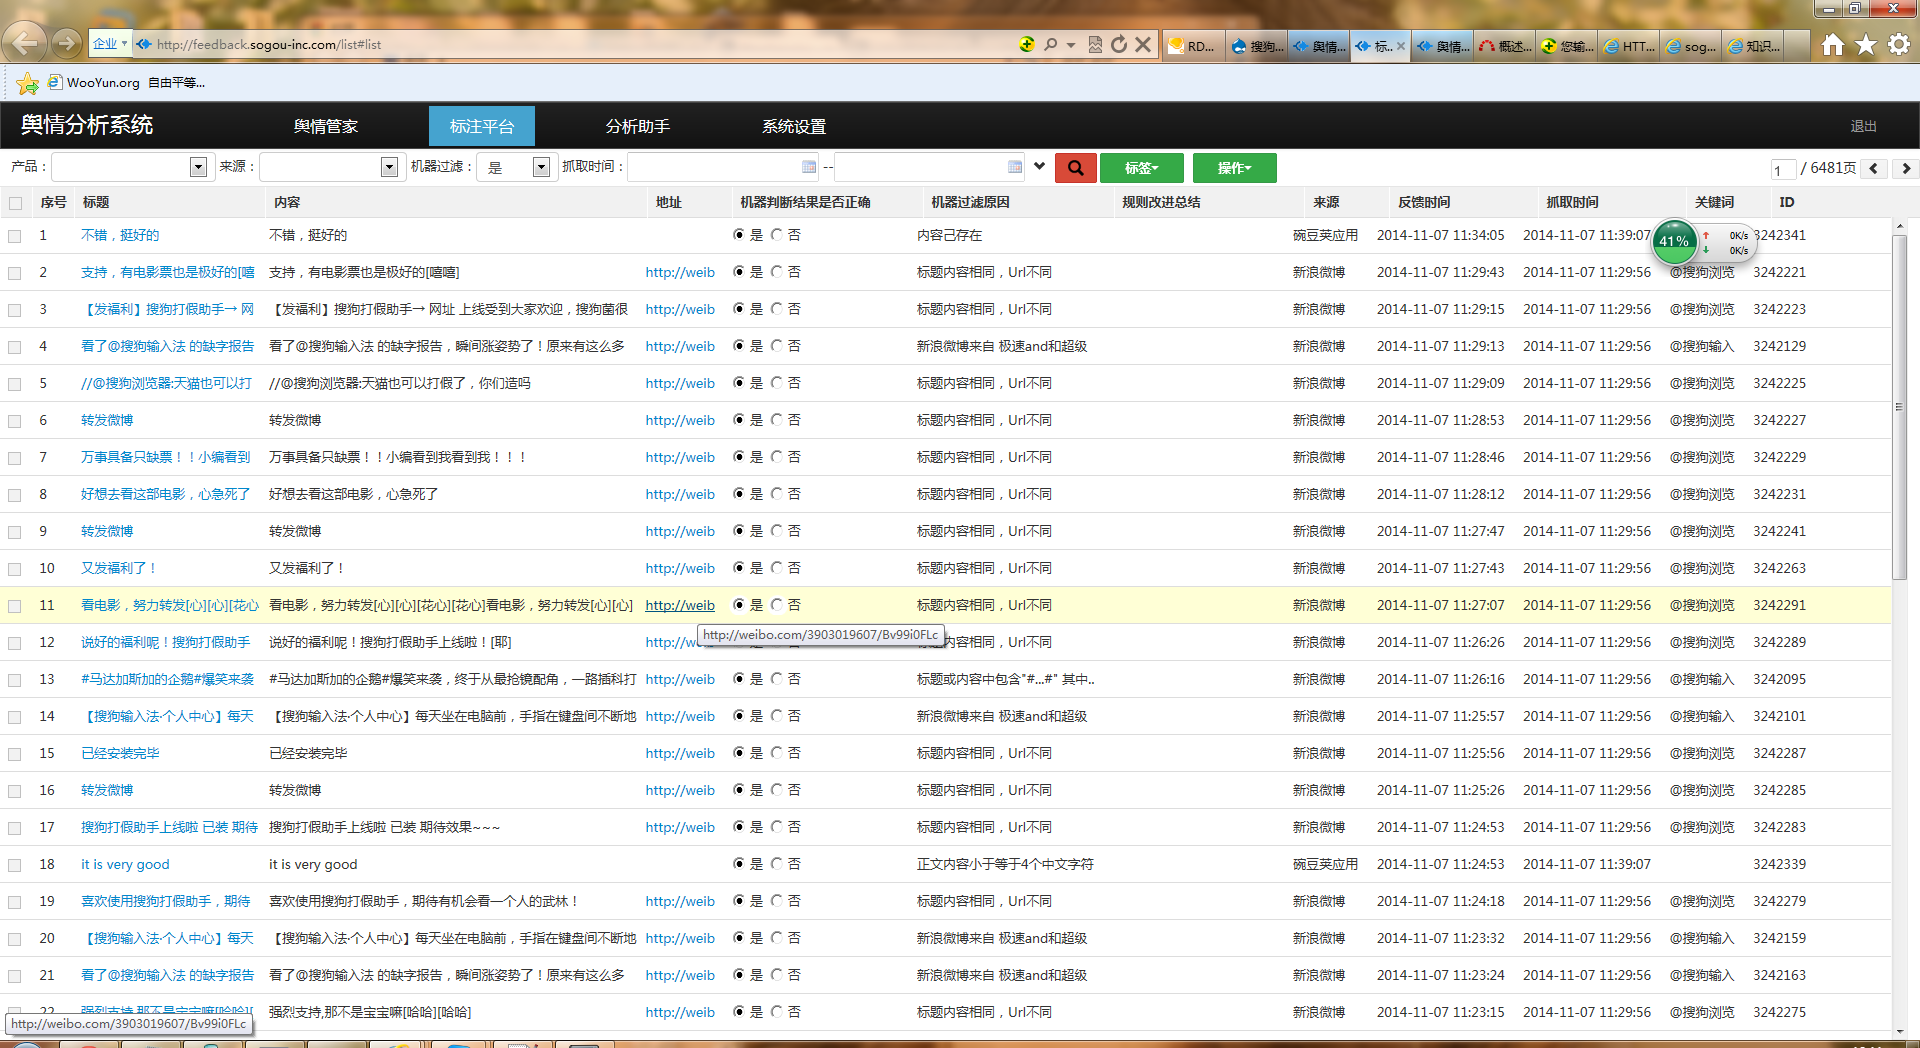 企业 http://feedback.sogou-inc.com/list#list RD... 搜狗... 舆情... 标.. 舆情... 概述... 您输... HTT... sog... 知识...
WooYun.org 自由平等...
舆情分析系统 舆情管家 标注平台 分析助手 系统设置 退出
产品： 来源： 机器过滤： 是 抓取时间： -- 标签 操作 1 / 6481页
序号 标题 内容 地址 机器判断结果是否正确 机器过滤原因 规则改进总结 来源 反馈时间 抓取时间 关键词 ID
1 不错，挺好的 不错，挺好的 是 否 内容己存在 碗豆荚应用 2014-11-07 11:34:05 2014-11-07 11:39:07 3242341
41% 0K/s
0K/s
2 支持，有电影票也是极好的[嘻 支持，有电影票也是极好的[嘻嘻] http://weib 是 否 标题内容相同，Url不同 新浪微博 2014-11-07 11:29:43 2014-11-07 11:29:56 @搜狗浏览 3242221
3 【发福利】搜狗打假助手→ 网 【发福利】搜狗打假助手→ 网址 上线受到大家欢迎，搜狗菌很 http://weib 是 否 标题内容相同，Url不同 新浪微博 2014-11-07 11:29:15 2014-11-07 11:29:56 @搜狗浏览 3242223
4 看了@搜狗输入法 的缺字报告 看了@搜狗输入法 的缺字报告，瞬间涨姿势了！原来有这么多 http://weib 是 否 新浪微博来自 极速and和超级 新浪微博 2014-11-07 11:29:13 2014-11-07 11:29:56 @搜狗输入 3242129
5 //@搜狗浏览器:天猫也可以打 //@搜狗浏览器:天猫也可以打假了，你们造吗 http://weib 是 否 标题内容相同，Url不同 新浪微博 2014-11-07 11:29:09 2014-11-07 11:29:56 @搜狗浏览 3242225
6 转发微博 转发微博 http://weib 是 否 标题内容相同，Url不同 新浪微博 2014-11-07 11:28:53 2014-11-07 11:29:56 @搜狗浏览 3242227
7 万事具备只缺票！！小编看到 万事具备只缺票！！小编看到我看到我！！！ http://weib 是 否 标题内容相同，Url不同 新浪微博 2014-11-07 11:28:46 2014-11-07 11:29:56 @搜狗浏览 3242229
8 好想去看这部电影，心急死了 好想去看这部电影，心急死了 http://weib 是 否 标题内容相同，Url不同 新浪微博 2014-11-07 11:28:12 2014-11-07 11:29:56 @搜狗浏览 3242231
9 转发微博 转发微博 http://weib 是 否 标题内容相同，Url不同 新浪微博 2014-11-07 11:27:47 2014-11-07 11:29:56 @搜狗浏览 3242241
10 又发福利了！ 又发福利了！ http://weib 是 否 标题内容相同，Url不同 新浪微博 2014-11-07 11:27:43 2014-11-07 11:29:56 @搜狗浏览 3242263
11 看电影，努力转发[心][心][花心 看电影，努力转发[心][心][花心][花心]看电影，努力转发[心][心] http://weib 是 否 标题内容相同，Url不同 新浪微博 2014-11-07 11:27:07 2014-11-07 11:29:56 @搜狗浏览 3242291
http://weibo.com/3903019607/Bv99i0FLc
12 说好的福利呢！搜狗打假助手 说好的福利呢！搜狗打假助手上线啦！[耶] http://w 内容相同，Url不同 新浪微博 2014-11-07 11:26:26 2014-11-07 11:29:56 @搜狗浏览 3242289
13 #马达加斯加的企鹅#爆笑来袭 #马达加斯加的企鹅#爆笑来袭，终于从最抢镜配角，一路插科打 http://weib 是 否 标题或内容中包含"#...#" 其中.. 新浪微博 2014-11-07 11:26:16 2014-11-07 11:29:56 @搜狗输入 3242095
14 【搜狗输入法·个人中心】每天 【搜狗输入法·个人中心】每天坐在电脑前，手指在键盘间不断地 http://weib 是 否 新浪微博来自 极速and和超级 新浪微博 2014-11-07 11:25:57 2014-11-07 11:29:56 @搜狗输入 3242101
15 已经安装完毕 已经安装完毕 http://weib 是 否 标题内容相同，Url不同 新浪微博 2014-11-07 11:25:56 2014-11-07 11:29:56 @搜狗浏览 3242287
16 转发微博 转发微博 http://weib 是 否 标题内容相同，Url不同 新浪微博 2014-11-07 11:25:26 2014-11-07 11:29:56 @搜狗浏览 3242285
17 搜狗打假助手上线啦 已装 期待 搜狗打假助手上线啦 已装 期待效果~~~ http://weib 是 否 标题内容相同，Url不同 新浪微博 2014-11-07 11:24:53 2014-11-07 11:29:56 @搜狗浏览 3242283
18 it is very good it is very good 是 否 正文内容小于等于4个中文字符 碗豆荚应用 2014-11-07 11:24:53 2014-11-07 11:39:07 3242339
19 喜欢使用搜狗打假助手，期待 喜欢使用搜狗打假助手，期待有机会看一个人的武林！ http://weib 是 否 标题内容相同，Url不同 新浪微博 2014-11-07 11:24:18 2014-11-07 11:29:56 @搜狗浏览 3242279
20 【搜狗输入法·个人中心】每天 【搜狗输入法·个人中心】每天坐在电脑前，手指在键盘间不断地 http://weib 是 否 新浪微博来自 极速and和超级 新浪微博 2014-11-07 11:23:32 2014-11-07 11:29:56 @搜狗输入 3242159
21 看了@搜狗输入法 的缺字报告 看了@搜狗输入法 的缺字报告，瞬间涨姿势了！原来有这么多 http://weib 是 否 新浪微博来自 极速and和超级 新浪微博 2014-11-07 11:23:24 2014-11-07 11:29:56 @搜狗输入 3242163
22 强烈支持,那不是宝宝嘛[哈哈][ 强烈支持,那不是宝宝嘛[哈哈][哈哈] http://weib 是 否 标题内容相同，Url不同 新浪微博 2014-11-07 11:23:15 2014-11-07 11:29:56 @搜狗浏览 3242275
http://weibo.com/3903019607/Bv99i0FLc